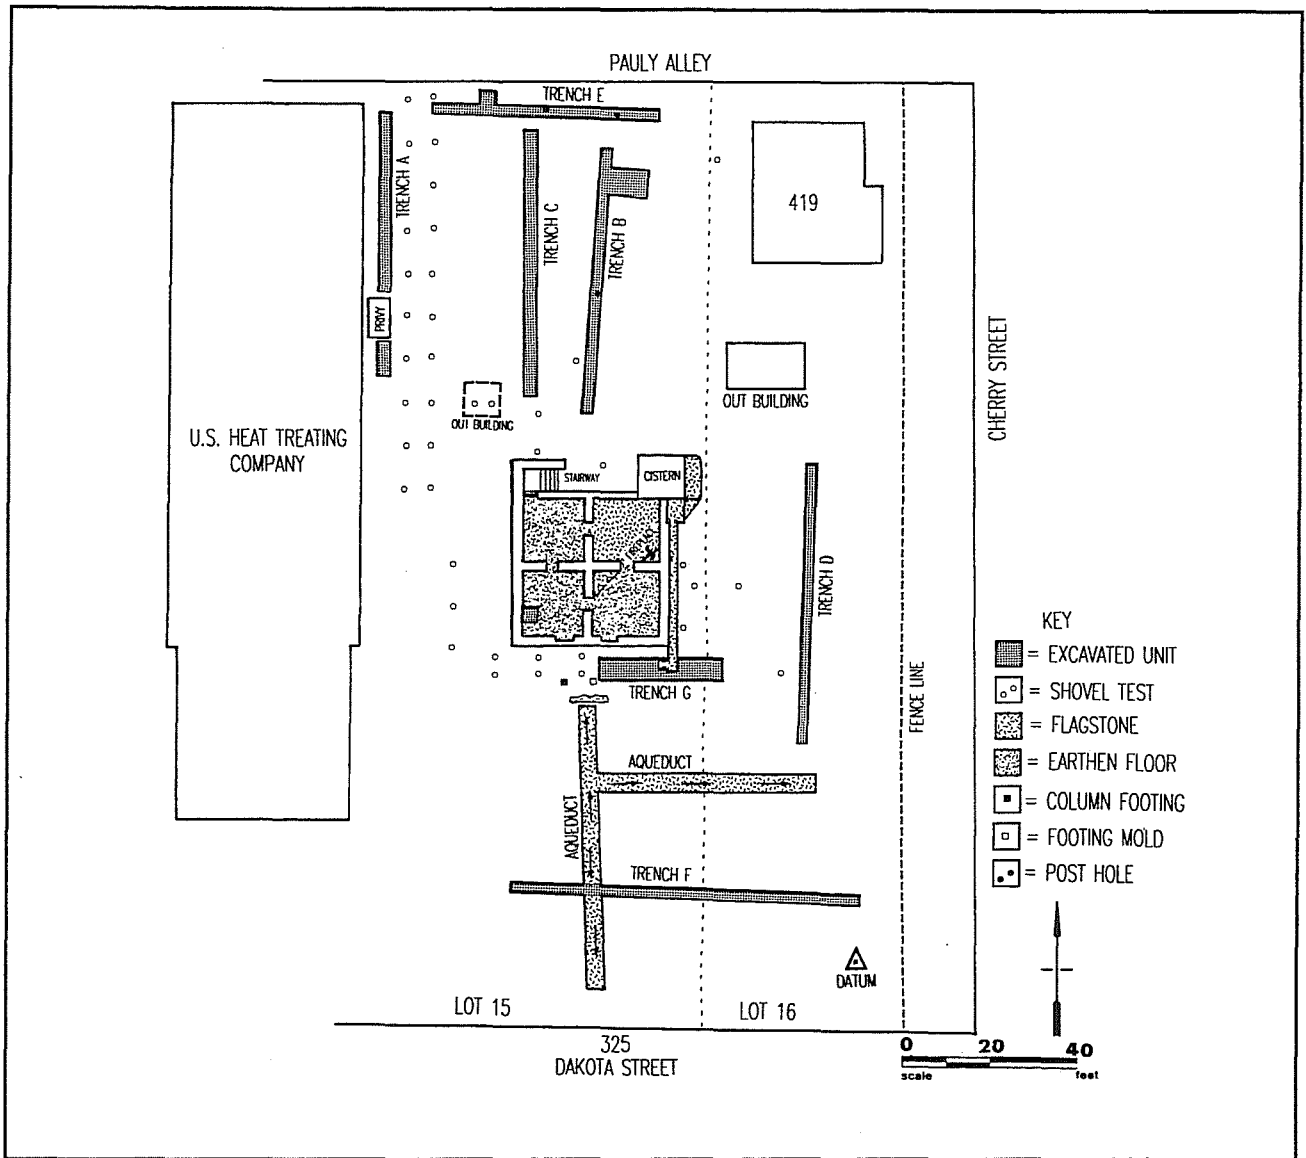 PAULY ALLEY
TRENCH E
TRENCH A
TRENCH C
TRENCH B
419
PRIVY
OUT BUILDING
OUT BUILDING
CHERRY STREET
U.S. HEAT TREATING
COMPANY
STAIRWAY
CISTERN
TRENCH D
TRENCH G
FENCE LINE
AQUEDUCT
AQUEDUCT
TRENCH F
DATUM
LOT 15
LOT 16
325
DAKOTA STREET
KEY
= EXCAVATED UNIT
= SHOVEL TEST
= FLAGSTONE
= EARTHEN FLOOR
= COLUMN FOOTING
= FOOTING MOLD
= POST HOLE
0 20 40
scale feet